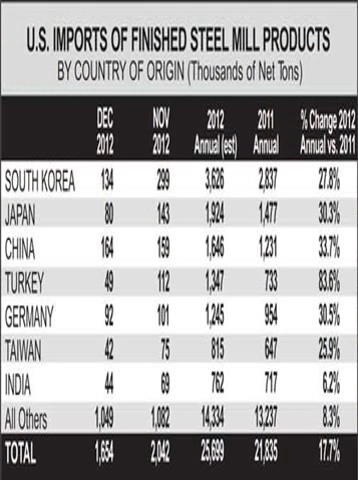 U.S. IMPORTS OF FINISHED STEEL MILL PRODUCTS
BY COUNTRY OF ORIGIN (Thousands of Net Tons)
DEC 2012 NOV 2012 2012 Annual (est) 2011 Annual % Change 2012 Annual vs. 2011
SOUTH KOREA 134 299 3,626 2,837 27.8%
JAPAN 80 143 1,924 1,477 30.3%
CHINA 164 159 1,646 1,231 33.7%
TURKEY 49 112 1,347 733 83.6%
GERMANY 92 101 1,245 954 30.5%
TAIWAN 42 75 815 647 25.9%
INDIA 44 69 762 717 6.2%
All Others 1,049 1,082 14,334 13,237 8.3%
TOTAL 1,654 2,042 25,699 21,835 17.7%